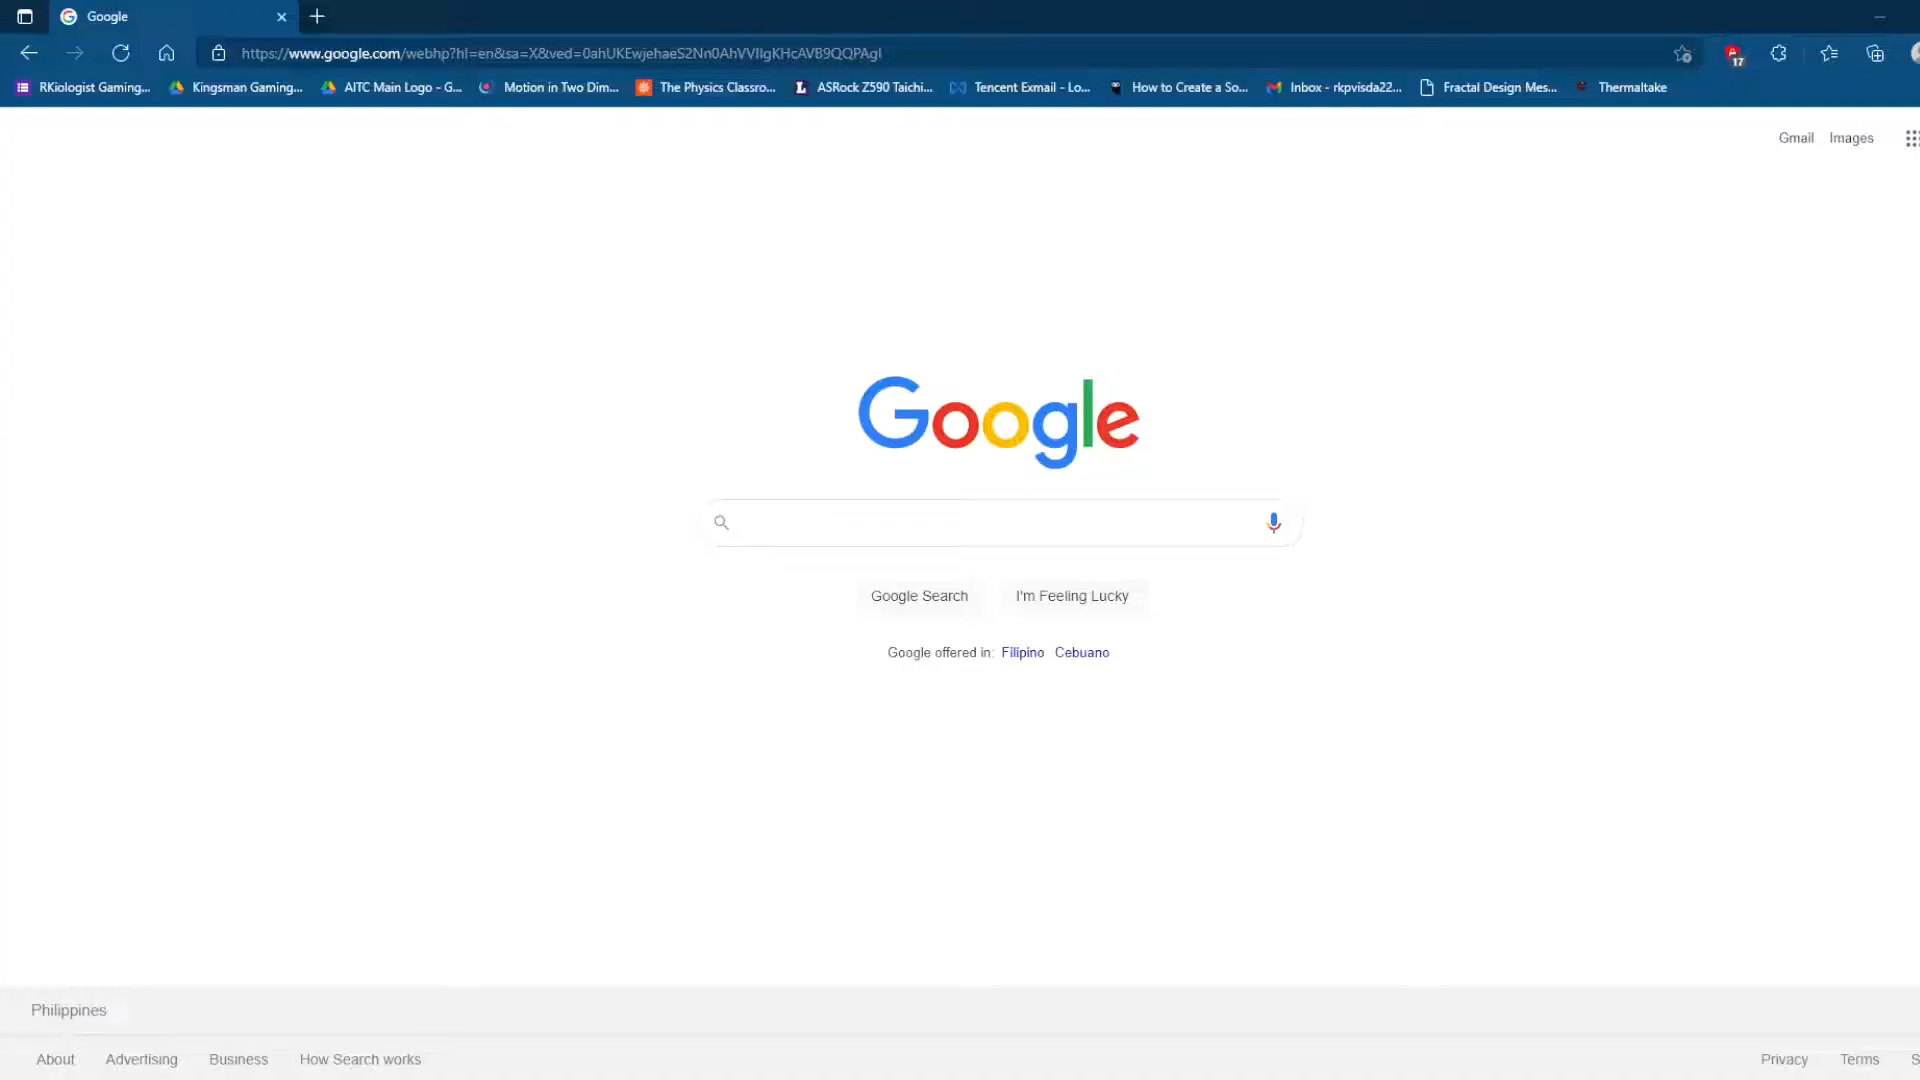 Google
https://www.google.com/webhp?hl=en&sa=X&ved=0ahUKEwjehaeS2Nn0AhVVIIgKHcAVB9QQPAgI
17
RKiologist Gaming... Kingsman Gaming... AITC Main Logo - G... Motion in Two Dim... The Physics Classro... ASRock Z590 Taichi... Tencent Exmail - Lo... How to Create a So... Inbox - rkpvisda22... Fractal Design Mes... Thermaltake
Gmail Images
Google
Google Search I'm Feeling Lucky
Google offered in: Filipino Cebuano
Philippines
About Advertising Business How Search works Privacy Terms S